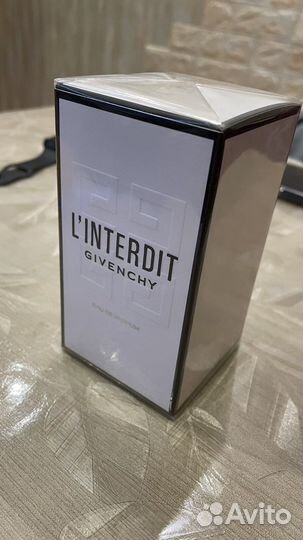 L'INTERDIT
GIVENCHY
EAU DE PARFUM
Avito